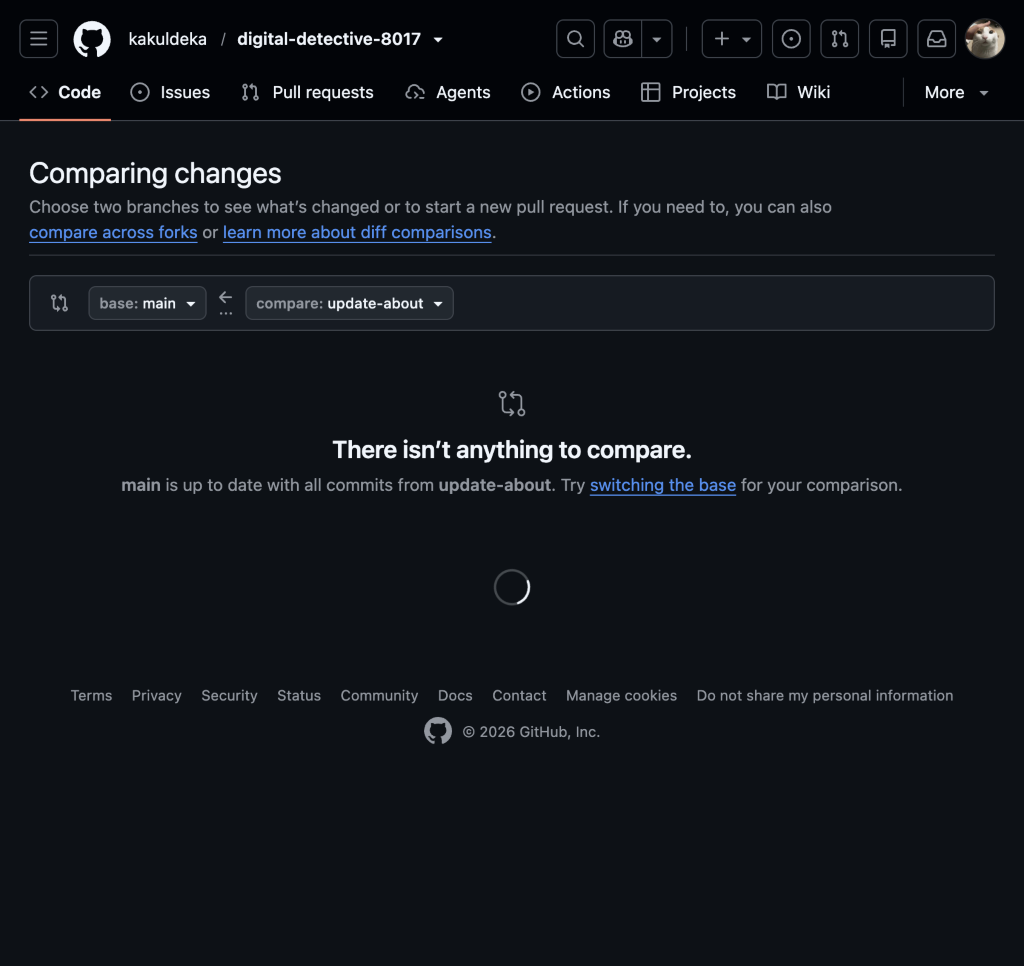 kakuldeka / digital-detective-8017
Code Issues Pull requests Agents Actions Projects Wiki More
Comparing changes
Choose two branches to see what’s changed or to start a new pull request. If you need to, you can also
compare across forks or learn more about diff comparisons.
base: main compare: update-about
...
There isn’t anything to compare.
main is up to date with all commits from update-about. Try switching the base for your comparison.
Terms Privacy Security Status Community Docs Contact Manage cookies Do not share my personal information
© 2026 GitHub, Inc.